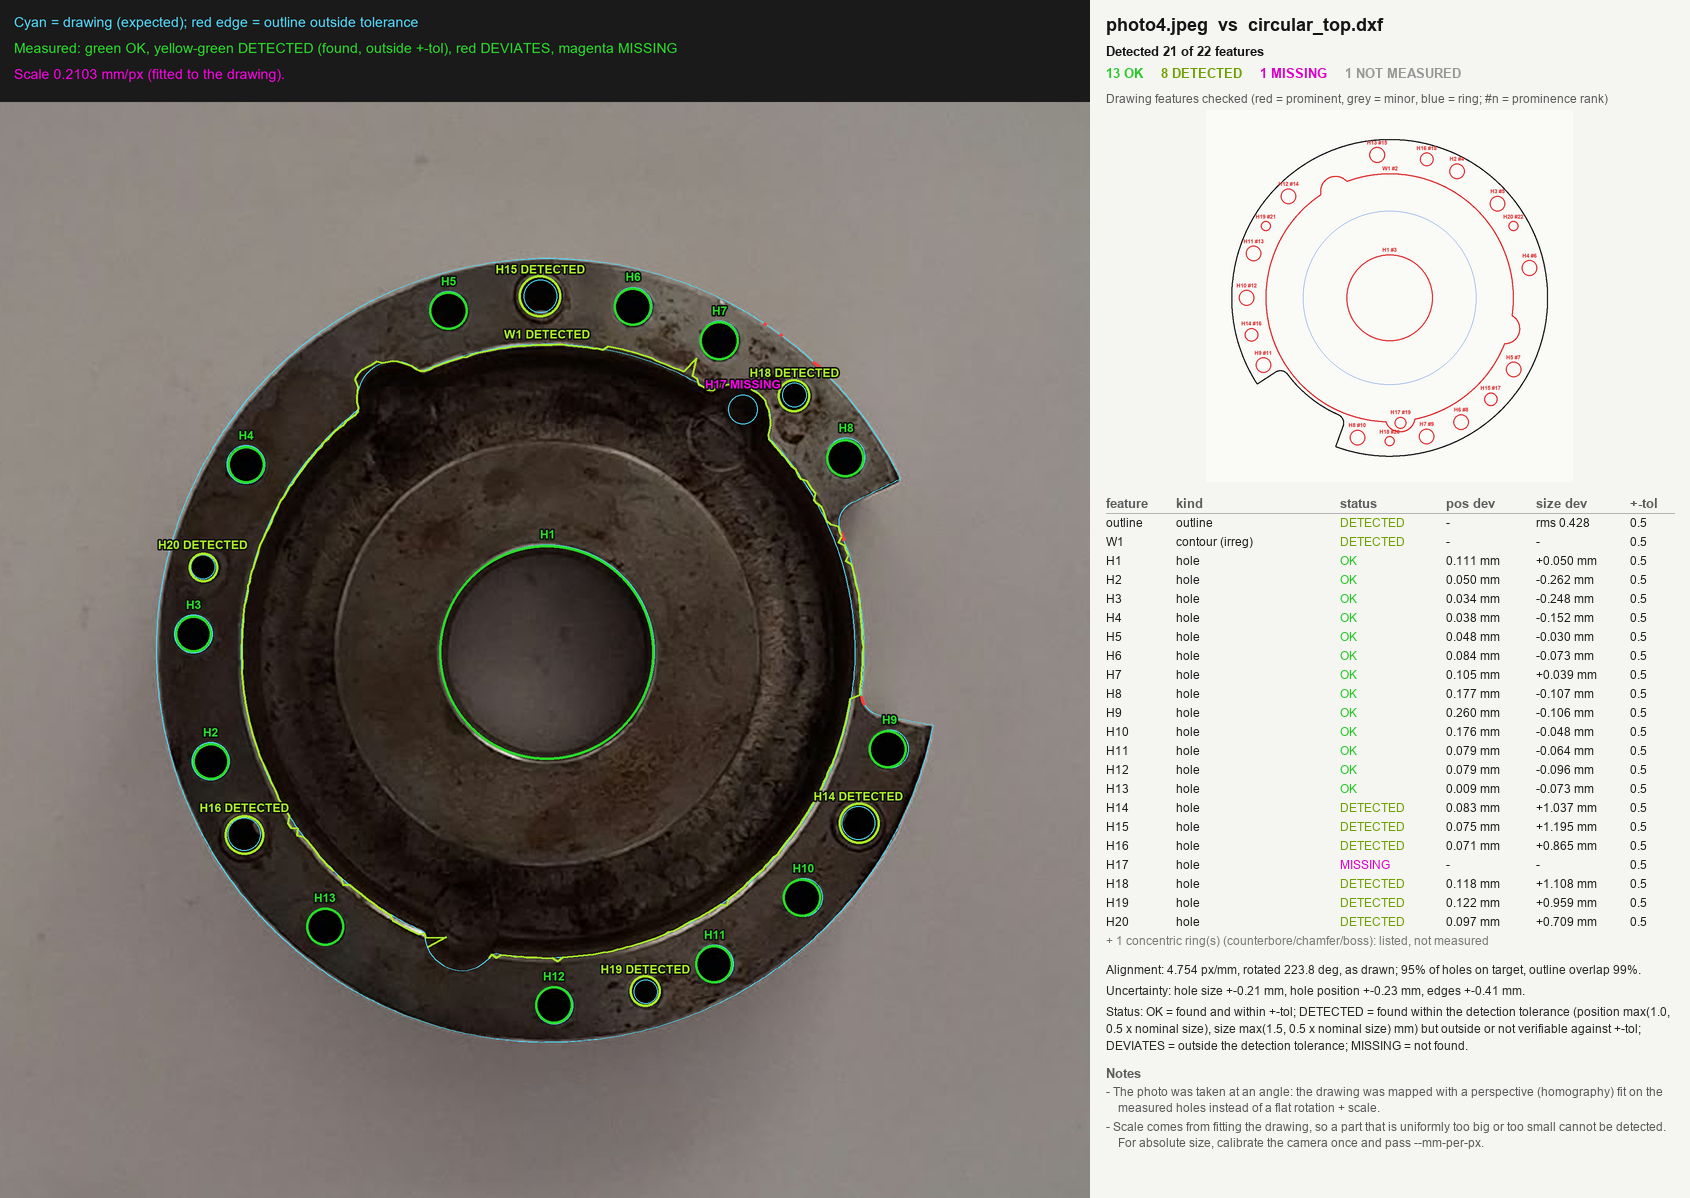 Cyan = drawing (expected); red edge = outline outside tolerance
Measured: green OK, yellow-green DETECTED (found, outside +-tol), red DEVIATES, magenta MISSING
Scale 0.2103 mm/px (fitted to the drawing).
H15 DETECTED
H5
H6
H7
W1 DETECTED
H18 DETECTED
H17 MISSING
H8
H4
H1
H20 DETECTED
H3
H9
H2
H14 DETECTED
H16 DETECTED
H10
H13
H11
H19 DETECTED
H12
photo4.jpeg vs circular_top.dxf
Detected 21 of 22 features
13 OK 8 DETECTED 1 MISSING 1 NOT MEASURED
Drawing features checked (red = prominent, grey = minor, blue = ring; #n = prominence rank)
W1 #2
H12 #14
H19 #21
H20 #22
H11 #13
H1 #3
H10 #12
H14 #16
H9 #11
H17 #19
H8 #10
feature kind status pos dev size dev +-tol
outline outline DETECTED - rms 0.428 0.5
W1 contour (irreg) DETECTED - - 0.5
H1 hole OK 0.111 mm +0.050 mm 0.5
H2 hole OK 0.050 mm -0.262 mm 0.5
H3 hole OK 0.034 mm -0.248 mm 0.5
H4 hole OK 0.038 mm -0.152 mm 0.5
H5 hole OK 0.048 mm -0.030 mm 0.5
H6 hole OK 0.084 mm -0.073 mm 0.5
H7 hole OK 0.105 mm +0.039 mm 0.5
H8 hole OK 0.177 mm -0.107 mm 0.5
H9 hole OK 0.260 mm -0.106 mm 0.5
H10 hole OK 0.176 mm -0.048 mm 0.5
H11 hole OK 0.079 mm -0.064 mm 0.5
H12 hole OK 0.079 mm -0.096 mm 0.5
H13 hole OK 0.009 mm -0.073 mm 0.5
H14 hole DETECTED 0.083 mm +1.037 mm 0.5
H15 hole DETECTED 0.075 mm +1.195 mm 0.5
H16 hole DETECTED 0.071 mm +0.865 mm 0.5
H17 hole MISSING - - 0.5
H18 hole DETECTED 0.118 mm +1.108 mm 0.5
H19 hole DETECTED 0.122 mm +0.959 mm 0.5
H20 hole DETECTED 0.097 mm +0.709 mm 0.5
+ 1 concentric ring(s) (counterbore/chamfer/boss): listed, not measured
Alignment: 4.754 px/mm, rotated 223.8 deg, as drawn; 95% of holes on target, outline overlap 99%.
Uncertainty: hole size +-0.21 mm, hole position +-0.23 mm, edges +-0.41 mm.
Status: OK = found and within +-tol; DETECTED = found within the detection tolerance (position max(1.0,
0.5 x nominal size), size max(1.5, 0.5 x nominal size) mm) but outside or not verifiable against +-tol;
DEVIATES = outside the detection tolerance; MISSING = not found.
Notes
- The photo was taken at an angle: the drawing was mapped with a perspective (homography) fit on the
measured holes instead of a flat rotation + scale.
- Scale comes from fitting the drawing, so a part that is uniformly too big or too small cannot be detected.
For absolute size, calibrate the camera once and pass --mm-per-px.